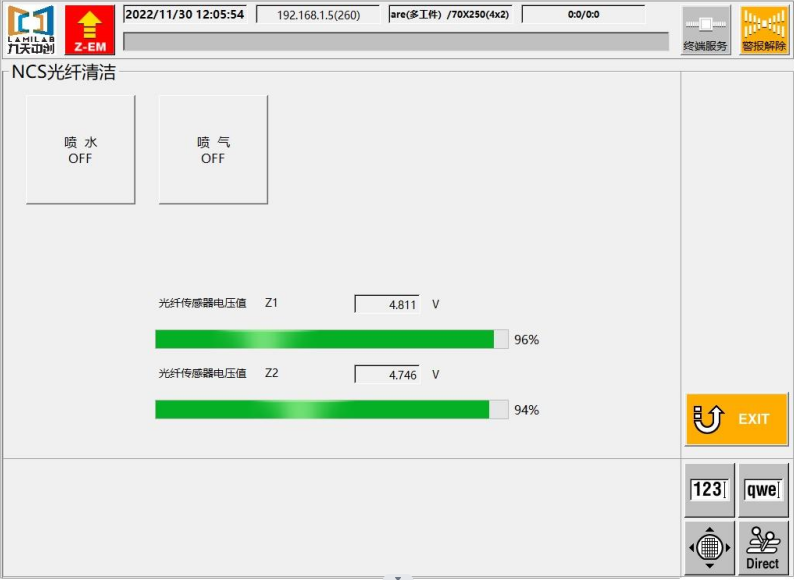 LAMILAB
九天中创
Z-EM
2022/11/30 12:05:54
192.168.1.5(260)
are(多工件) /70X250(4x2)
0:0/0:0
终端服务
警报解除
NCS光纤清洁
喷 水
OFF
喷 气
OFF
光纤传感器电压值 Z1 4.811 V
96%
光纤传感器电压值 Z2 4.746 V
94%
EXIT
123
qwe
Direct